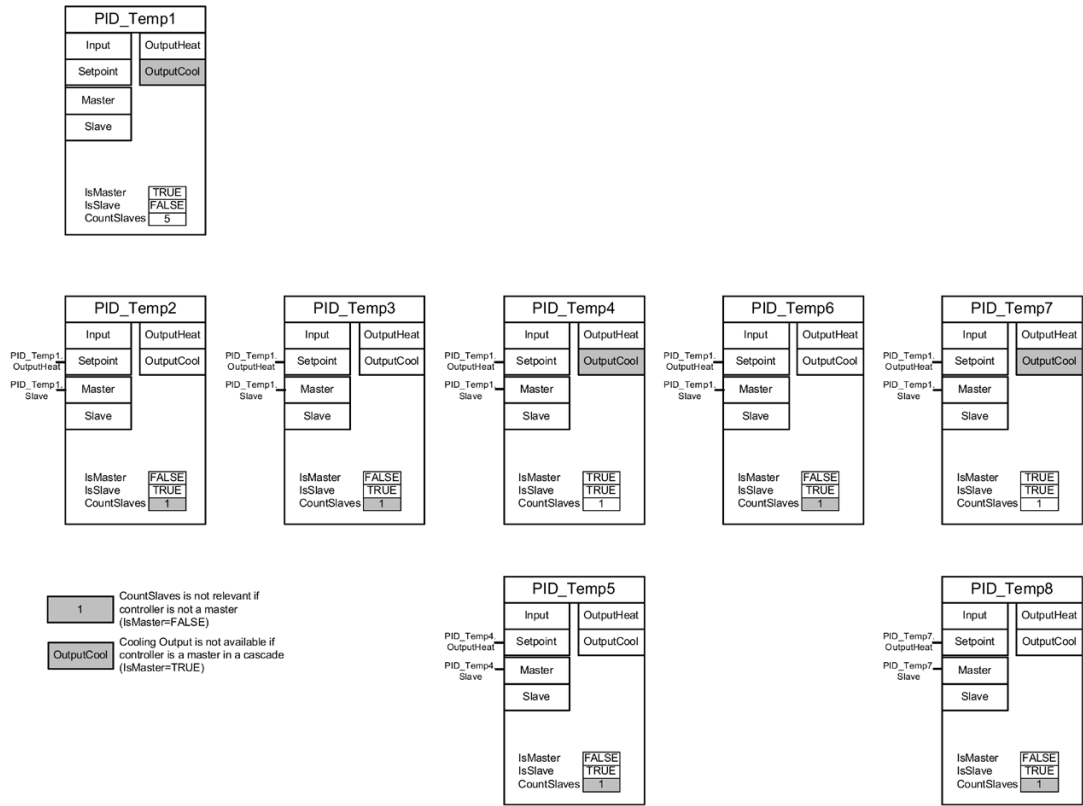 PID_Temp1
Input OutputHeat
Setpoint OutputCool
Master
Slave
IsMaster TRUE
IsSlave FALSE
CountSlaves 5
PID_Temp2
Input OutputHeat
PID_Temp1.
OutputHeat
Setpoint OutputCool
PID_Temp1.
Slave
Master
Slave
IsMaster FALSE
IsSlave TRUE
CountSlaves 1
PID_Temp3
Input OutputHeat
PID_Temp1.
OutputHeat
Setpoint OutputCool
PID_Temp1.
Slave
Master
Slave
IsMaster FALSE
IsSlave TRUE
CountSlaves 1
PID_Temp4
Input OutputHeat
PID_Temp1.
OutputHeat
Setpoint OutputCool
PID_Temp1.
Slave
Master
Slave
IsMaster TRUE
IsSlave TRUE
CountSlaves 1
PID_Temp6
Input OutputHeat
PID_Temp1.
OutputHeat
Setpoint OutputCool
PID_Temp1.
Slave
Master
Slave
IsMaster FALSE
IsSlave TRUE
CountSlaves 1
PID_Temp7
Input OutputHeat
PID_Temp1.
OutputHeat
Setpoint OutputCool
PID_Temp1.
Slave
Master
Slave
IsMaster TRUE
IsSlave TRUE
CountSlaves 1
1
CountSlaves is not relevant if
controller is not a master
(IsMaster=FALSE)
OutputCool
Cooling Output is not available if
controller is a master in a cascade
(IsMaster=TRUE)
PID_Temp5
Input OutputHeat
PID_Temp4.
OutputHeat
Setpoint OutputCool
PID_Temp4.
Slave
Master
Slave
IsMaster FALSE
IsSlave TRUE
CountSlaves 1
PID_Temp8
Input OutputHeat
PID_Temp7.
OutputHeat
Setpoint OutputCool
PID_Temp7.
Slave
Master
Slave
IsMaster FALSE
IsSlave TRUE
CountSlaves 1